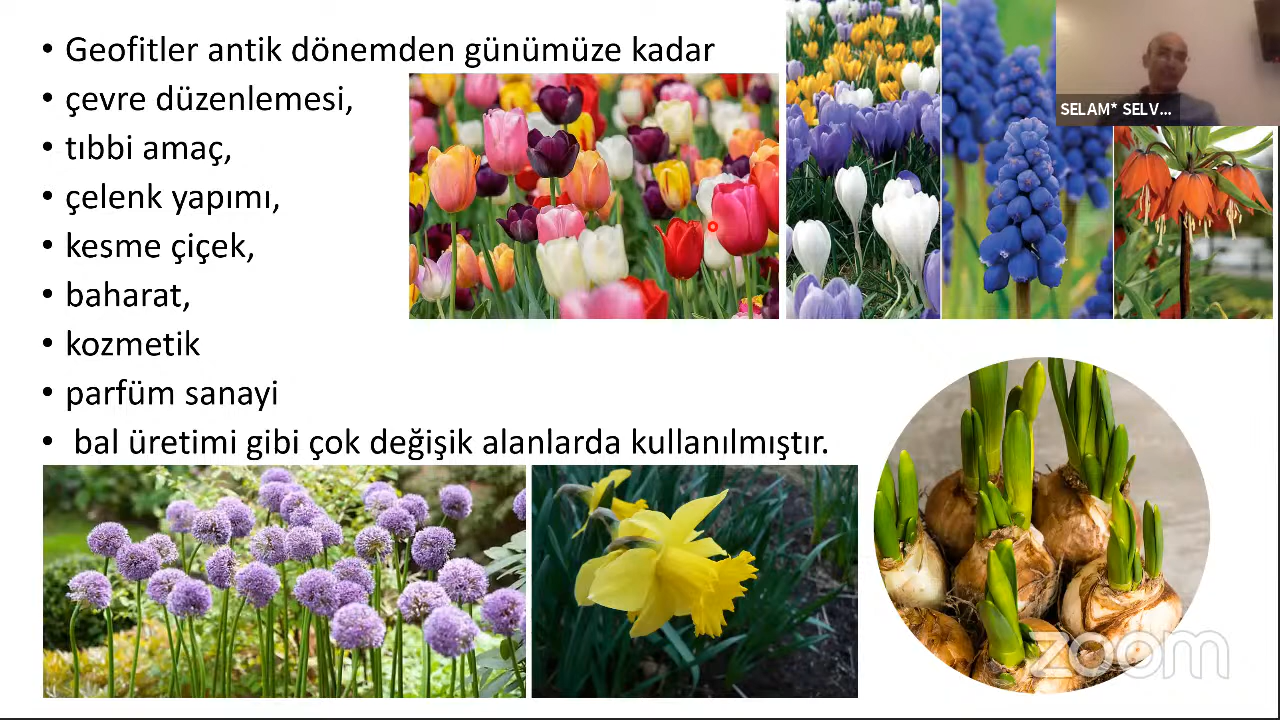 • Geofitler antik dönemden günümüze kadar
• çevre düzenlemesi,
• tıbbi amaç,
• çelenk yapımı,
• kesme çiçek,
• baharat,
• kozmetik
• parfüm sanayi
• bal üretimi gibi çok değişik alanlarda kullanılmıştır.
SELAM* SELV...
zoom